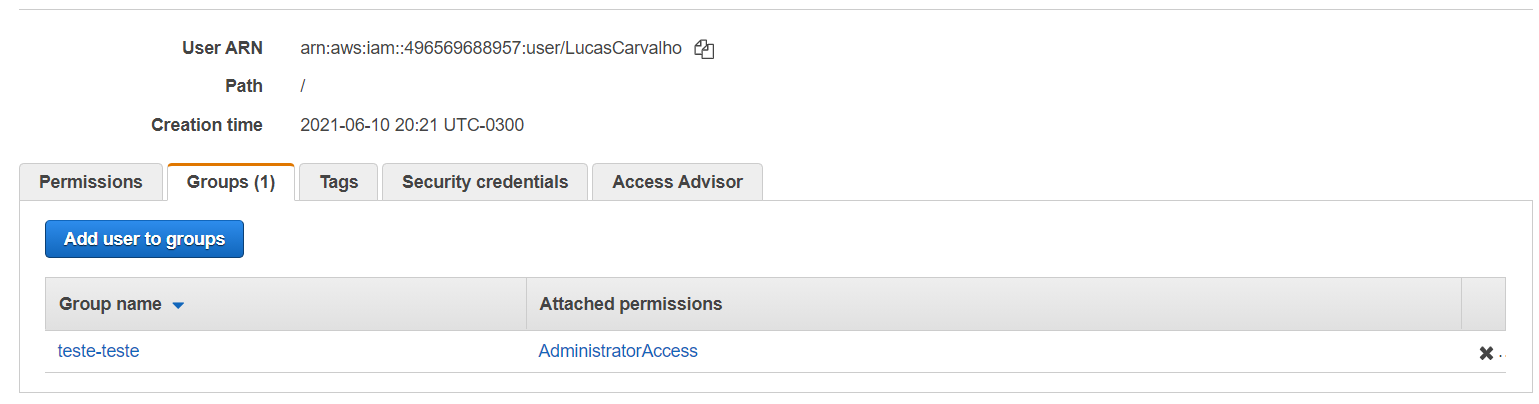 User ARN arn:aws:iam::496569688957:user/LucasCarvalho
Path /
Creation time 2021-06-10 20:21 UTC-0300
Permissions Groups (1) Tags Security credentials Access Advisor
Add user to groups
Group name Attached permissions
teste-teste AdministratorAccess